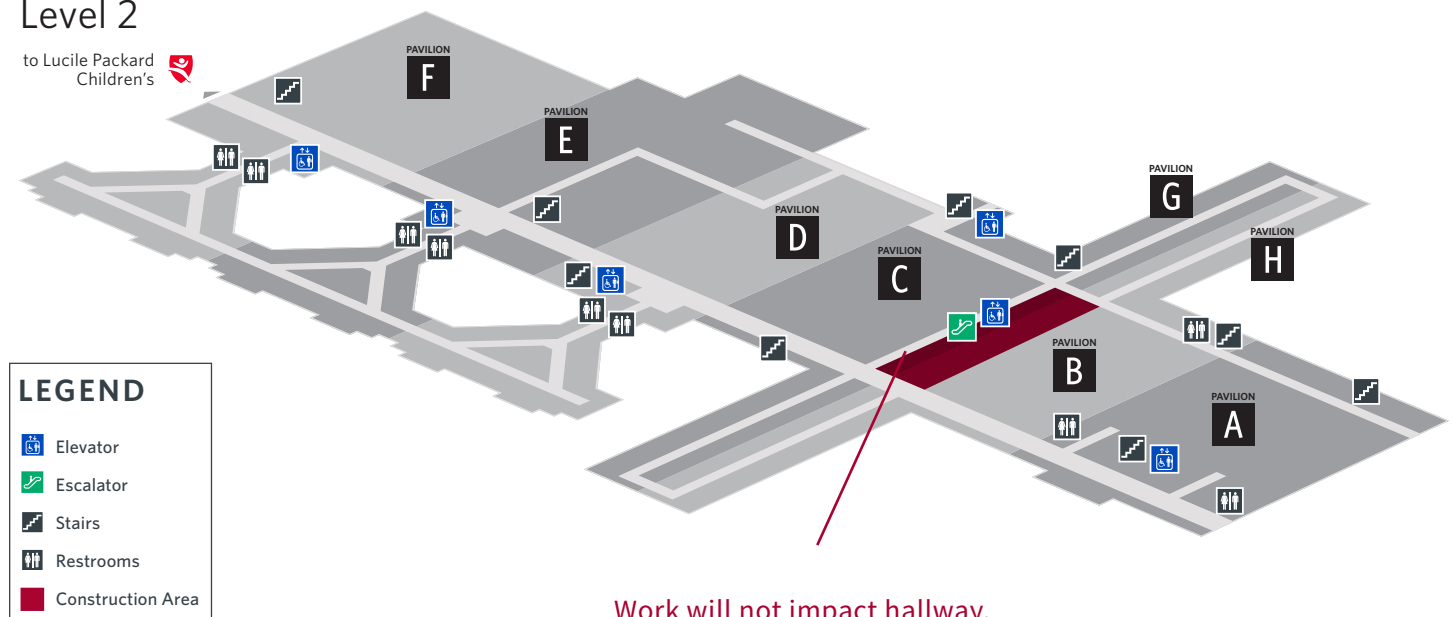 Level 2
to Lucile Packard
Children's
PAVILION
F
PAVILION
E
PAVILION
G
PAVILION
D
PAVILION
H
PAVILION
C
PAVILION
B
PAVILION
A
LEGEND
Elevator
Escalator
Stairs
Restrooms
Construction Area
Work will not impact hallway.